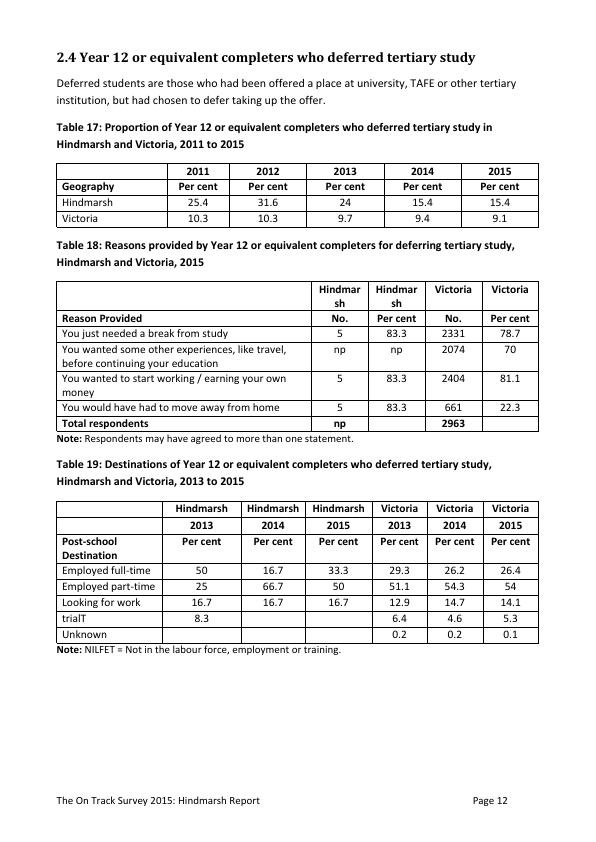 2.4 Year 12 or equivalent completers who deferred tertiary study
Deferred students are those who had been offered a place at university, TAFE or other tertiary
institution, but had chosen to defer taking up the offer.
Table 17: Proportion of Year 12 or equivalent completers who deferred tertiary study in
Hindmarsh and Victoria, 2011 to 2015
2011 2012 2013 2014 2015
Geography Per cent Per cent Per cent Per cent Per cent
Hindmarsh 25.4 31.6 24 15.4 15.4
Victoria 10.3 10.3 9.7 9.4 9.1
Table 18: Reasons provided by Year 12 or equivalent completers for deferring tertiary study,
Hindmarsh and Victoria, 2015
Hindmar Hindmar Victoria Victoria
sh sh
Reason Provided No. Per cent No. Per cent
You just needed a break from study 5 83.3 2331 78.7
You wanted some other experiences, like travel, np np 2074 70
before continuing your education
You wanted to start working / earning your own 5 83.3 2404 81.1
money
You would have had to move away from home 5 83.3 661 22.3
Total respondents np 2963
Note: Respondents may have agreed to more than one statement.
Table 19: Destinations of Year 12 or equivalent completers who deferred tertiary study,
Hindmarsh and Victoria, 2013 to 2015
Hindmarsh Hindmarsh Hindmarsh Victoria Victoria Victoria
2013 2014 2015 2013 2014 2015
Post-school Per cent Per cent Per cent Per cent Per cent Per cent
Destination
Employed full-time 50 16.7 33.3 29.3 26.2 26.4
Employed part-time 25 66.7 50 51.1 54.3 54
Looking for work 16.7 16.7 16.7 12.9 14.7 14.1
trialT 8.3 6.4 4.6 5.3
Unknown 0.2 0.2 0.1
Note: NILFET = Not in the labour force, employment or training.
The On Track Survey 2015: Hindmarsh Report Page 12